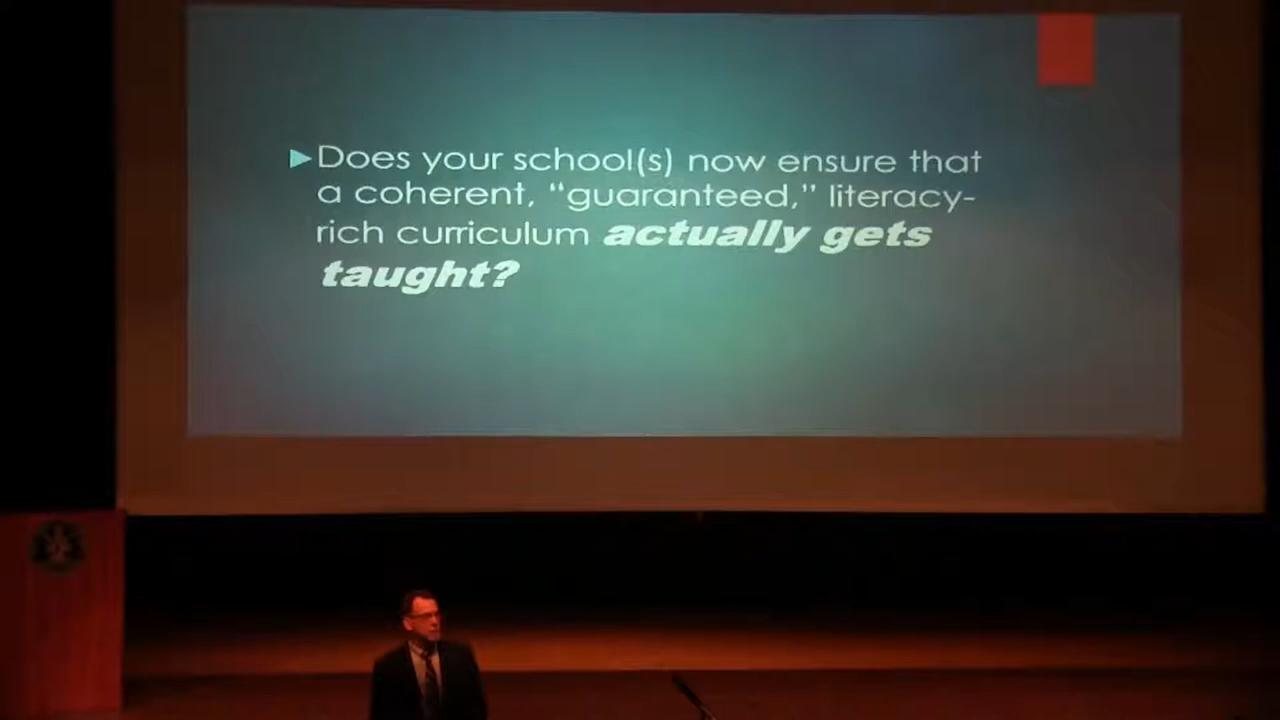 Does your school(s) now ensure that
a coherent, “guaranteed,” literacy-
rich curriculum actually gets
taught?